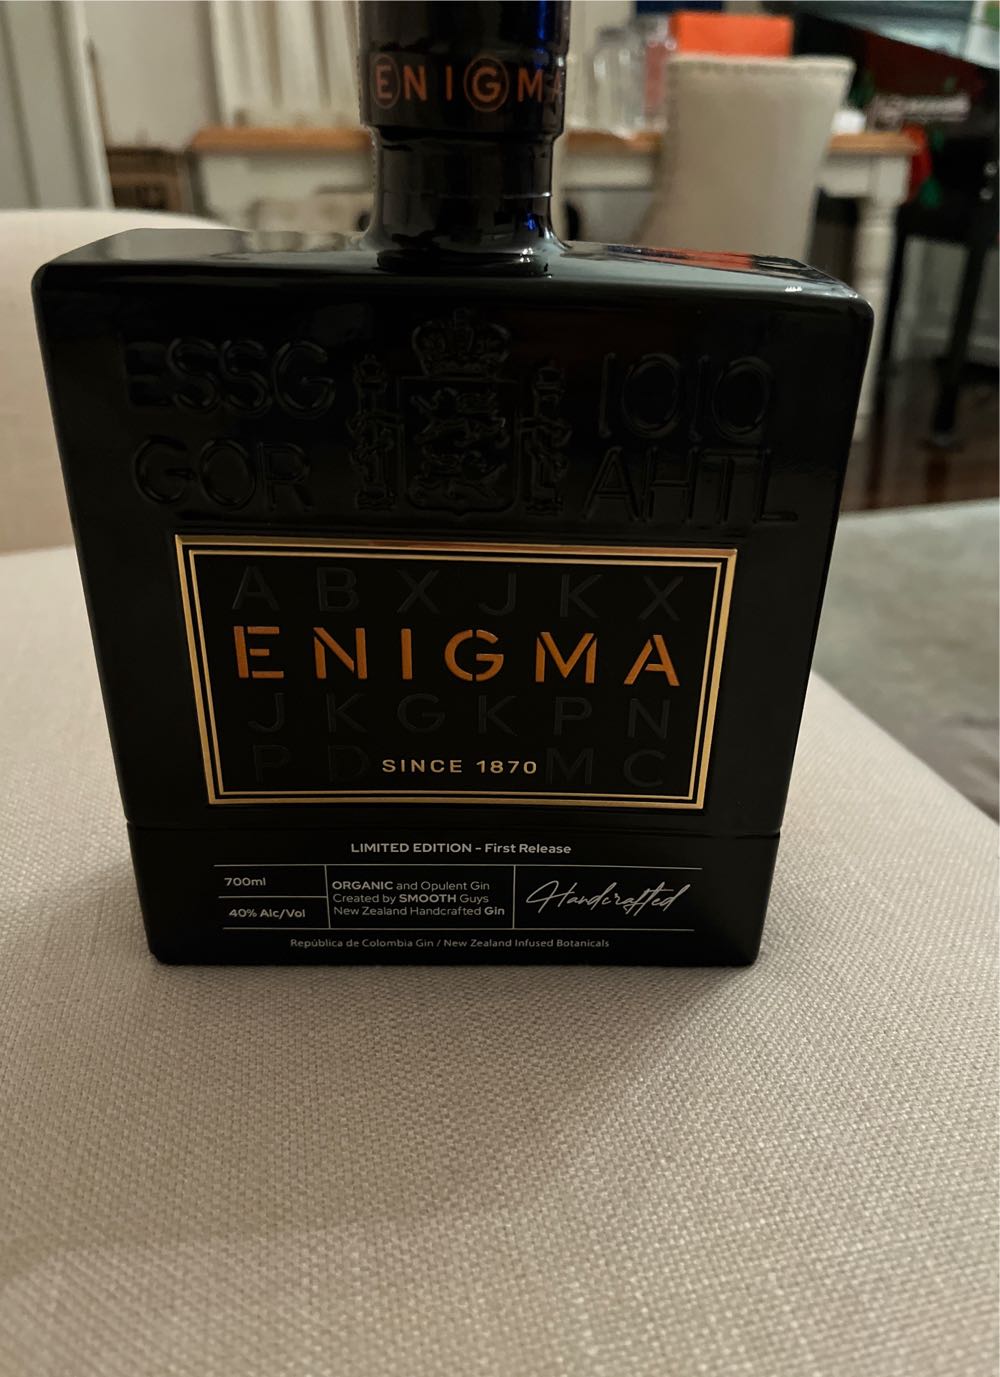 ENIGMA
ESSG IOIO
GOR AHTL
ABXJKX
ENIGMA
JKGKPN
PD MC
SINCE 1870
LIMITED EDITION - First Release
700ml
40% Alc/Vol
ORGANIC and Opulent Gin
Created by SMOOTH Guys
New Zealand Handcrafted Gin
Handcrafted
República de Colombia Gin / New Zealand Infused Botanicals